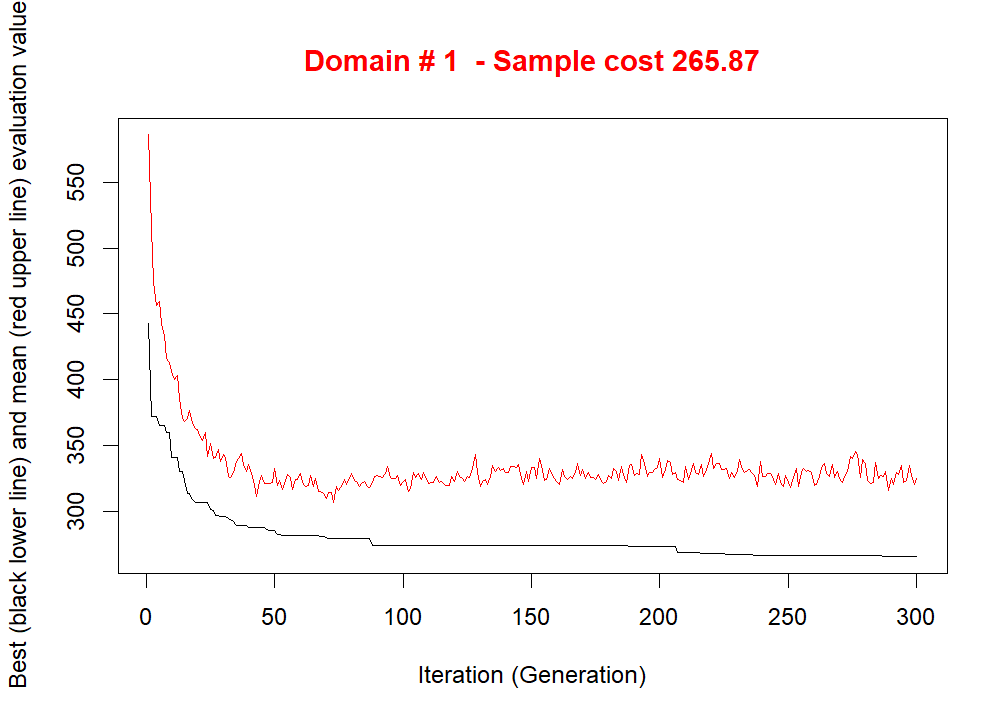 Domain # 1  - Sample cost 265.87
Best (black lower line) and mean (red upper line) evaluation value
550
500
450
400
350
300
0 50 100 150 200 250 300
Iteration (Generation)